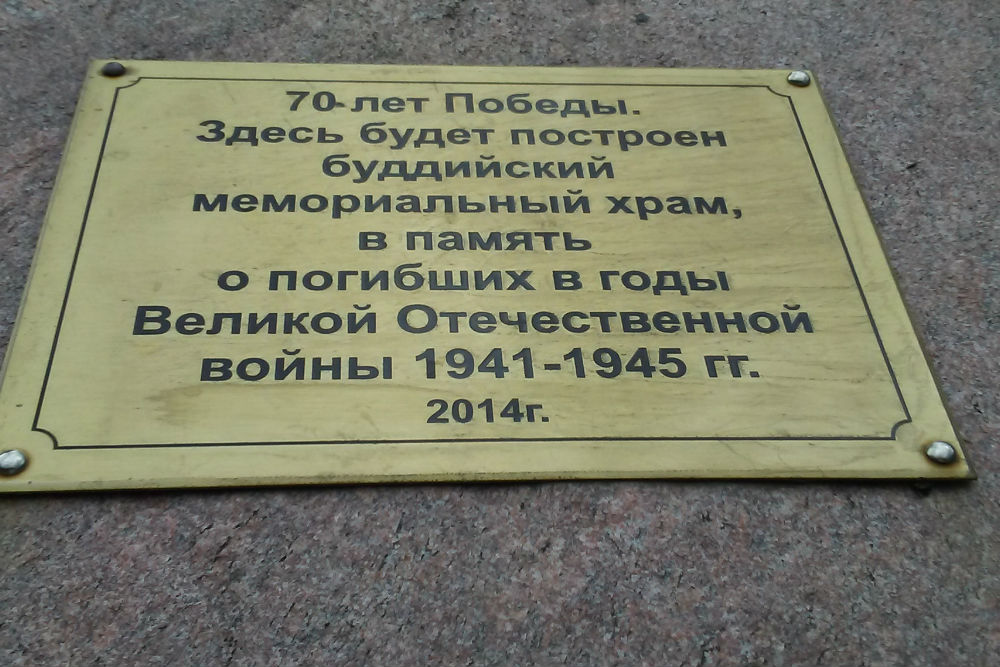 70-лет Победы.
Здесь будет построен
буддийский
мемориальный храм,
в память
о погибших в годы
Великой Отечественной
войны 1941-1945 гг.
2014г.